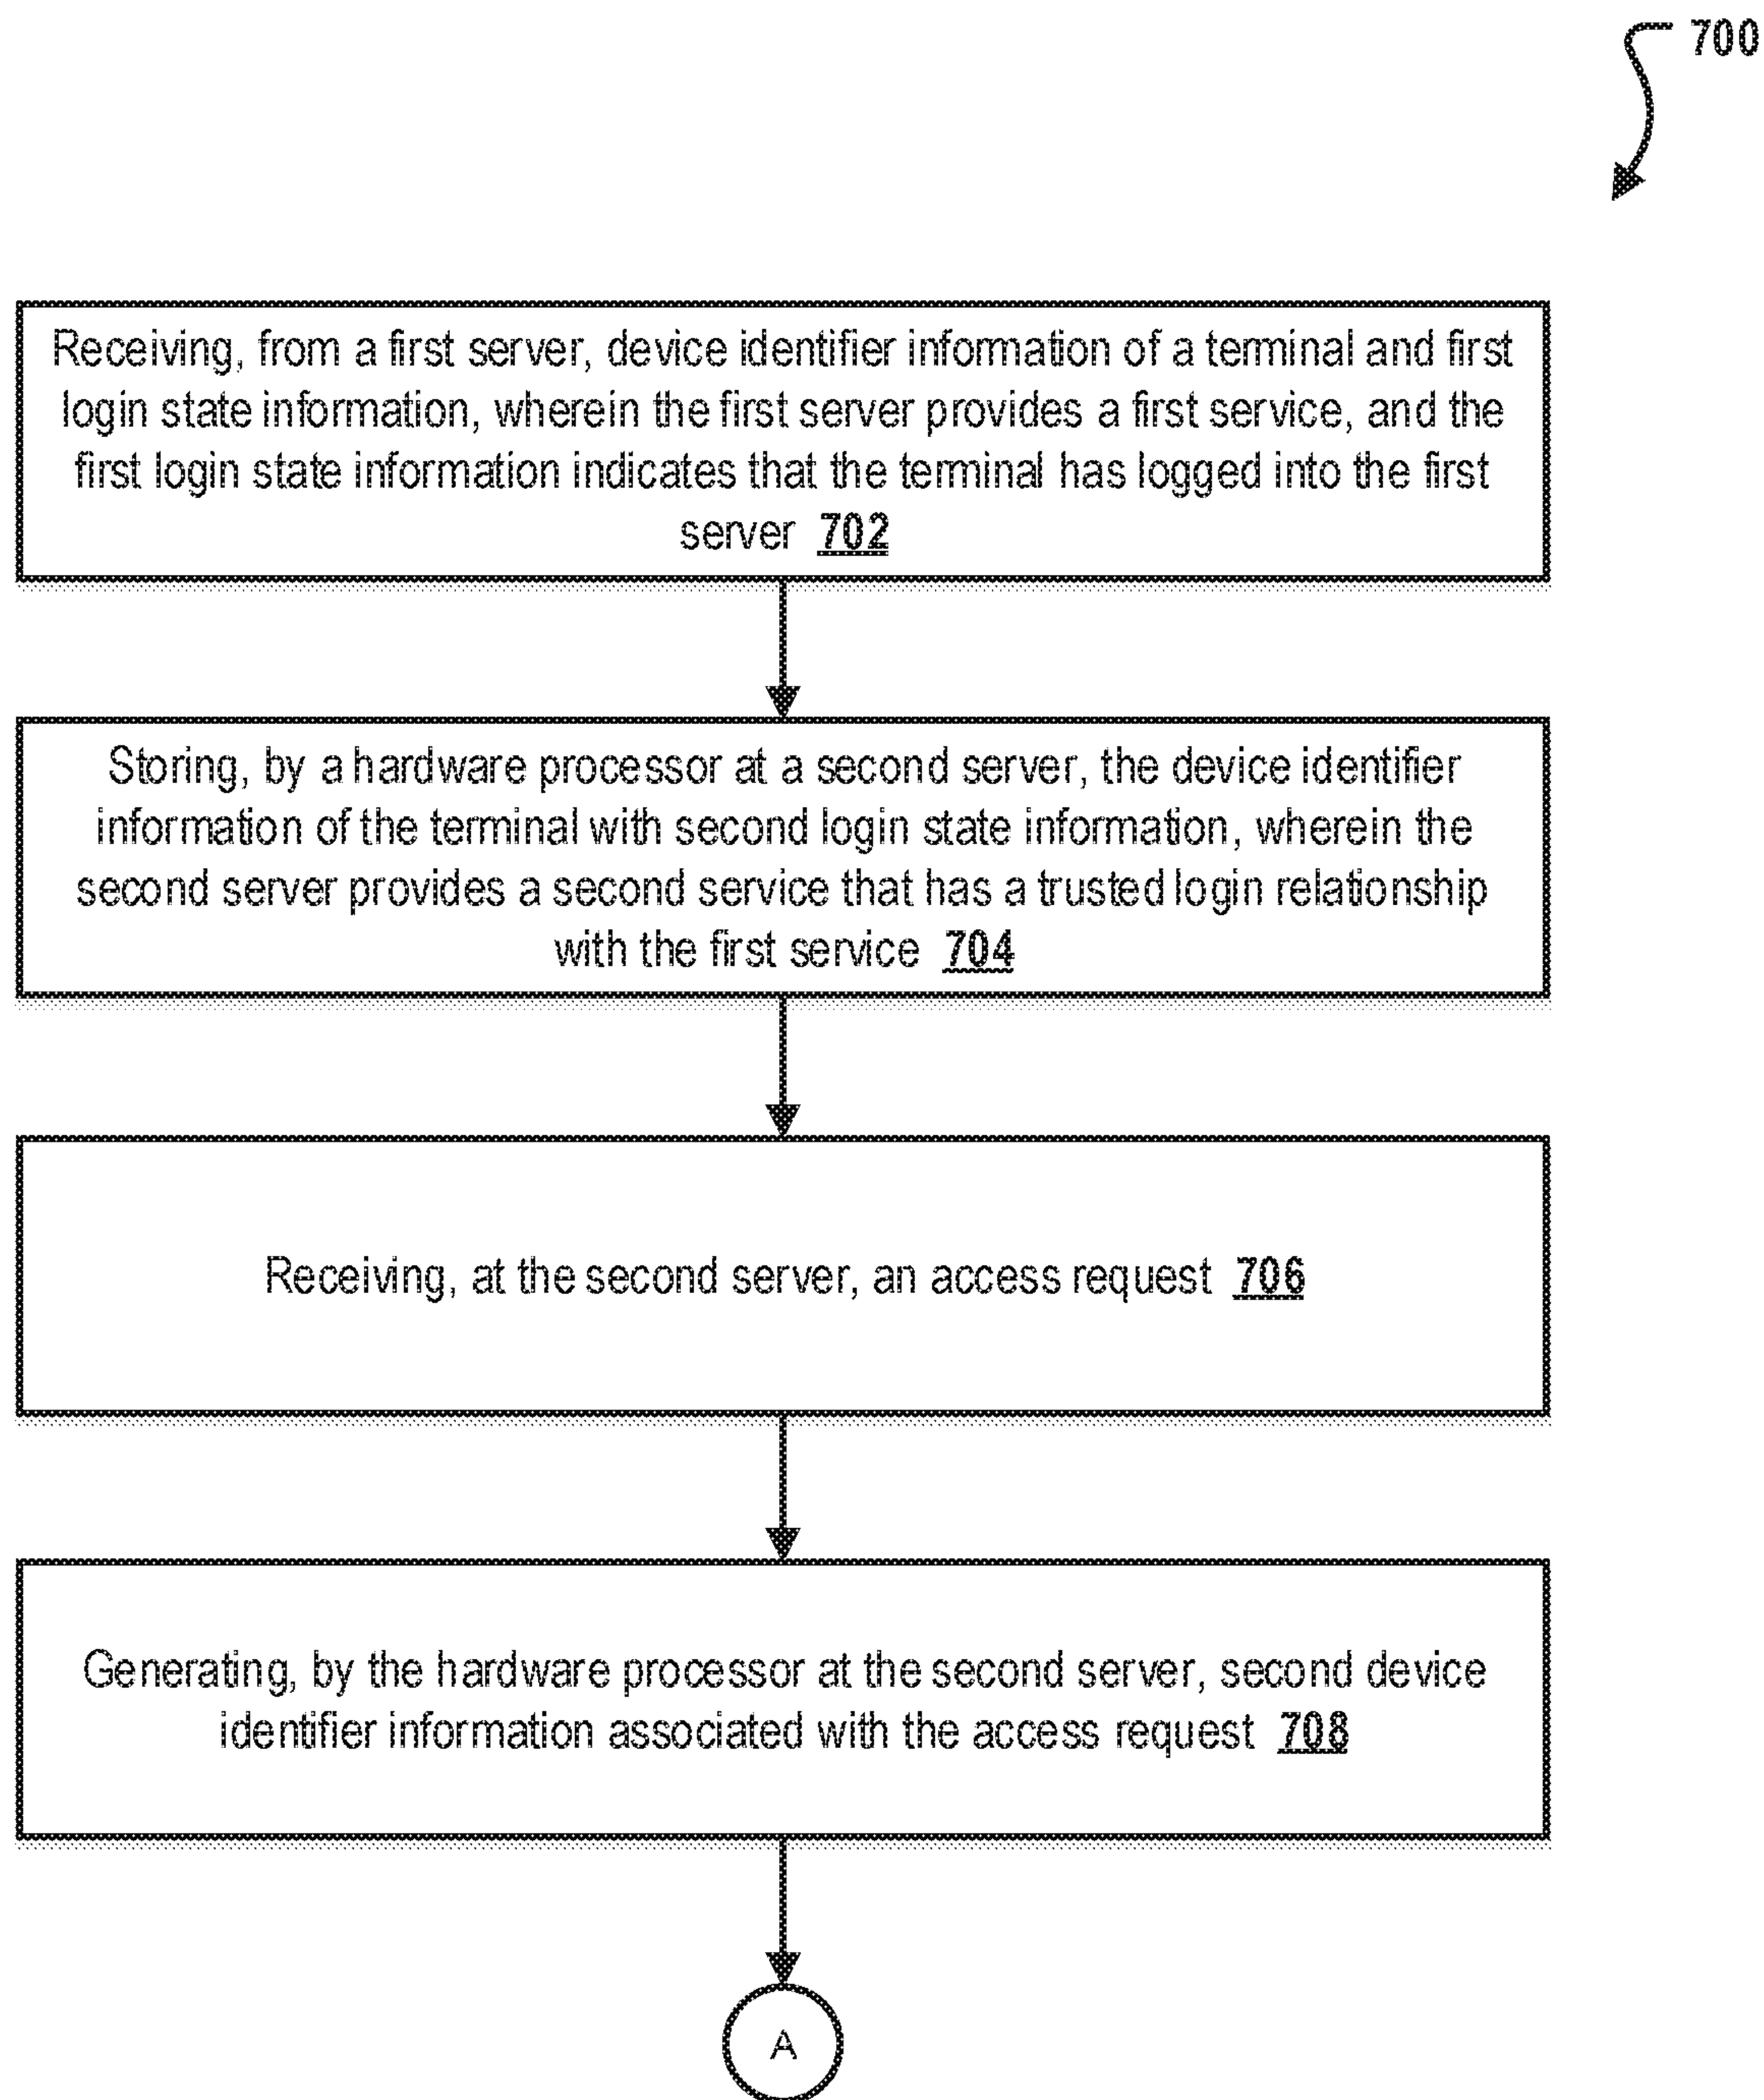 700
Receiving, from a first server, device identifier information of a terminal and first
login state information, wherein the first server provides a first service, and the
first login state information indicates that the terminal has logged into the first
server 702
Storing, by a hardware processor at a second server, the device identifier
information of the terminal with second login state information, wherein the
second server provides a second service that has a trusted login relationship
with the first service 704
Receiving, at the second server, an access request 706
Generating, by the hardware processor at the second server, second device
identifier information associated with the access request 708
A